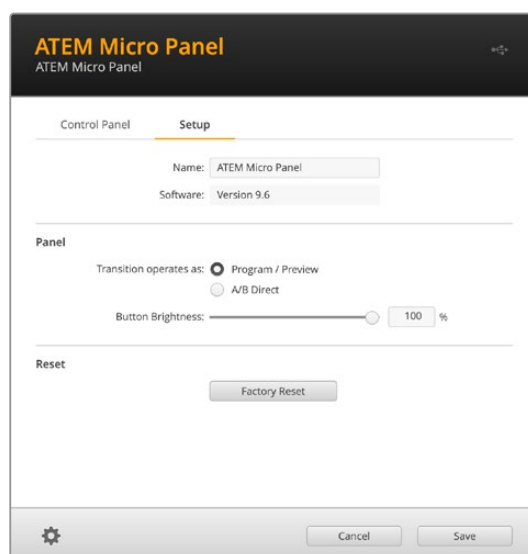 ATEM Micro Panel
ATEM Micro Panel
Control Panel Setup
Name: ATEM Micro Panel
Software: Version 9.6
Panel
Transition operates as: Program / Preview
A/B Direct
Button Brightness: 100 %
Reset
Factory Reset
Cancel Save